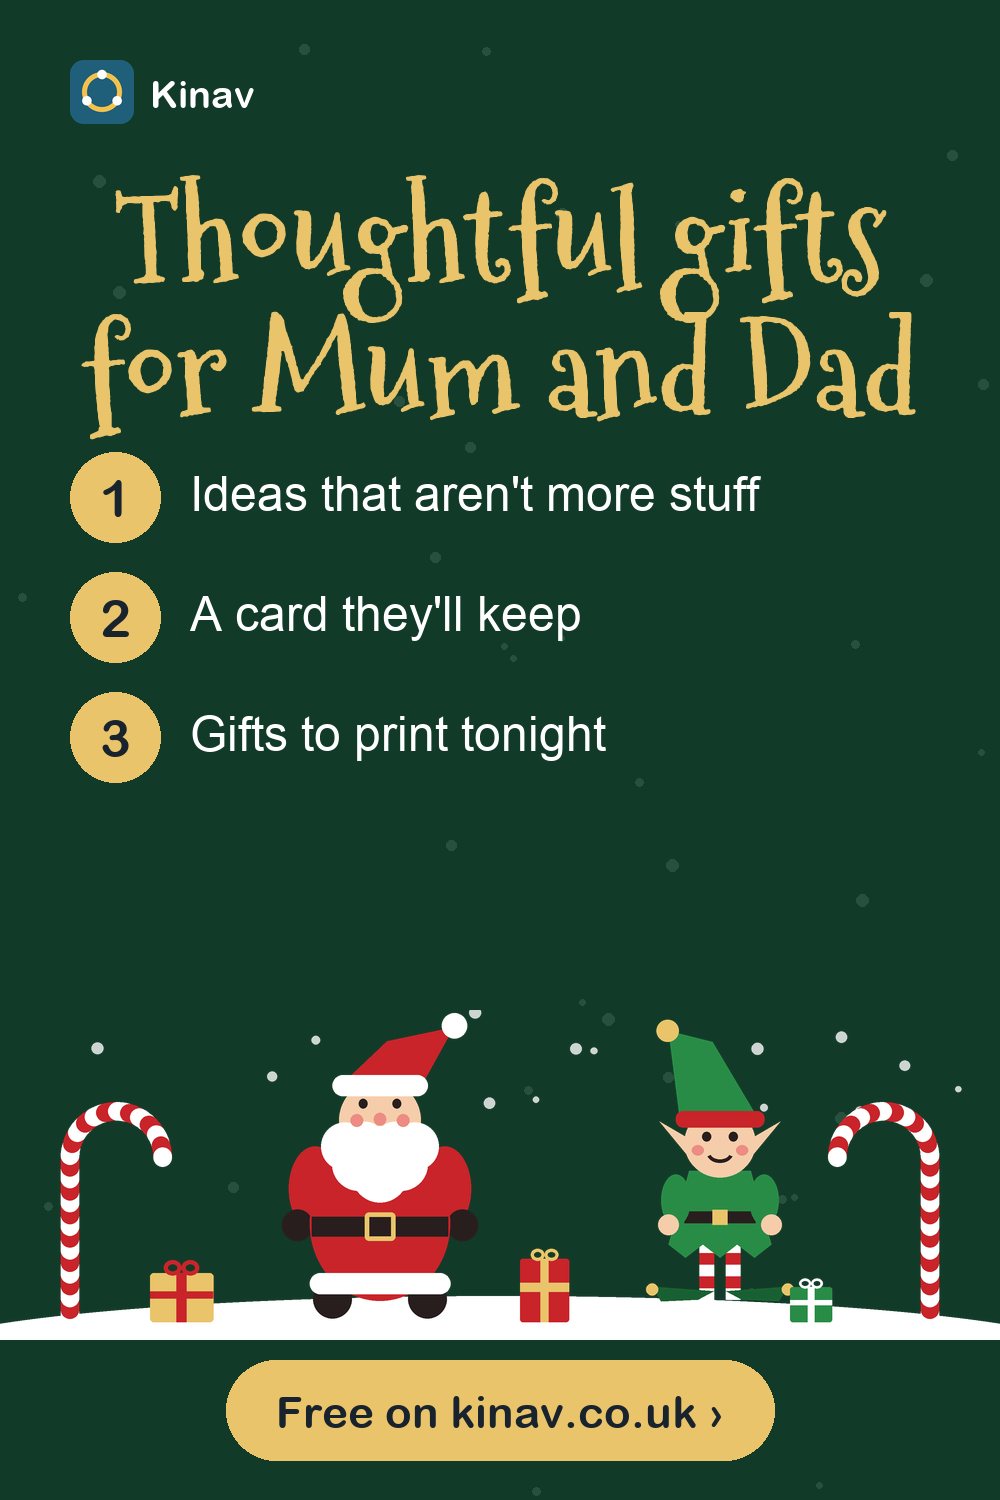 Kinav
Thoughtful gifts
for Mum and Dad
1 Ideas that aren't more stuff
2 A card they'll keep
3 Gifts to print tonight
Free on kinav.co.uk ›